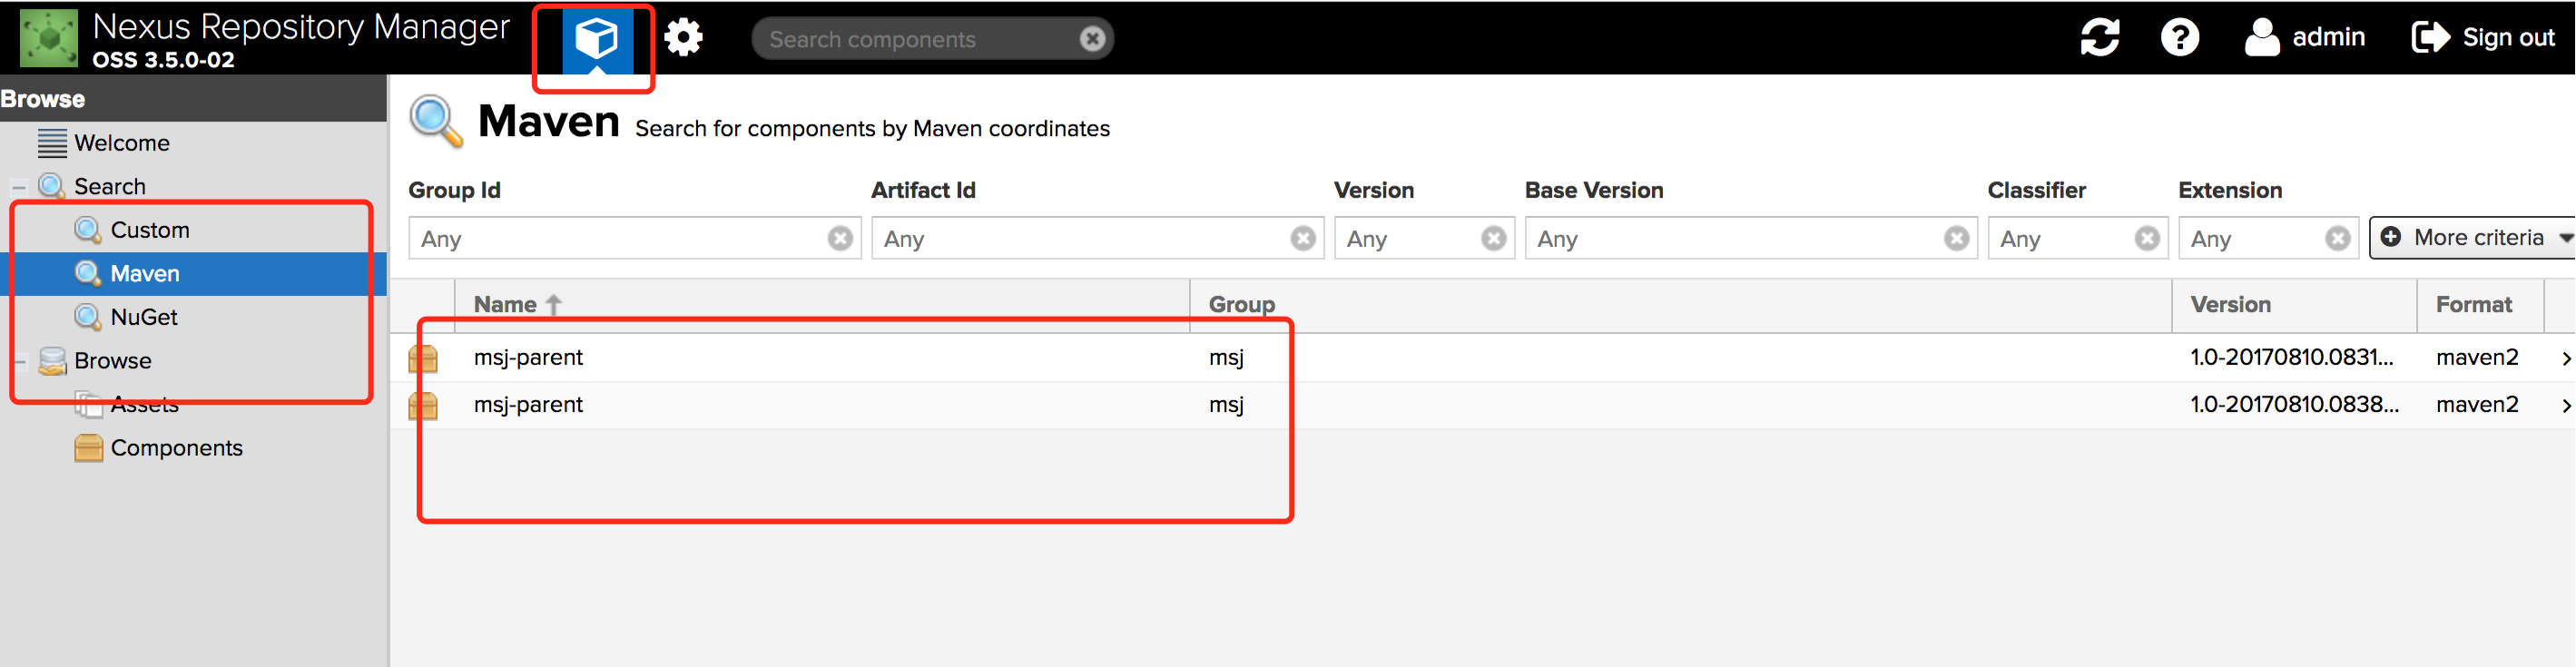 Nexus Repository Manager
OSS 3.5.0-02
Search components
admin
Sign out
Browse
Welcome
Search
Custom
Maven
NuGet
Browse
Assets
Components
Maven Search for components by Maven coordinates
Group Id Artifact Id Version Base Version Classifier Extension
Any Any Any Any Any Any More criteria
Name Group Version Format
msj-parent msj 1.0-20170810.0831... maven2
msj-parent msj 1.0-20170810.0838... maven2